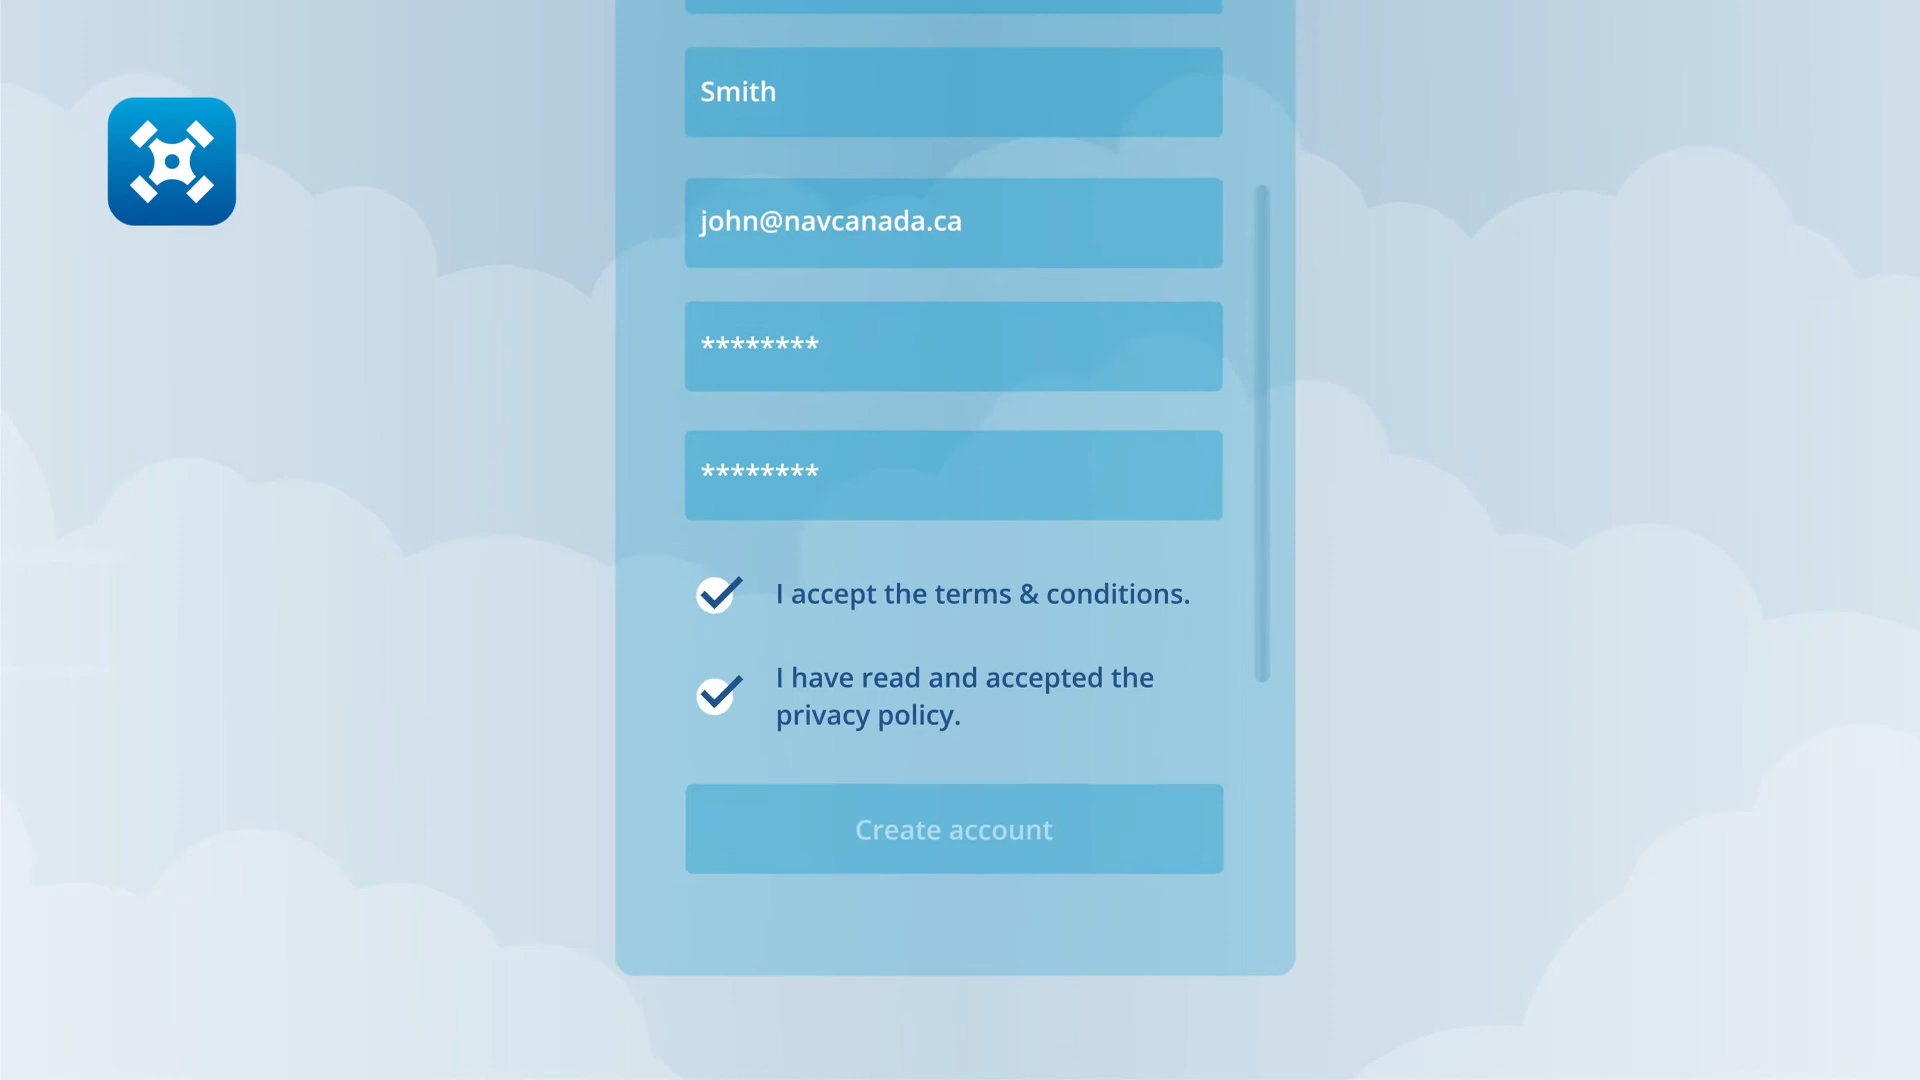 Smith
john@navcanada.ca
********
********
I accept the terms & conditions.
I have read and accepted the
privacy policy.
Create account